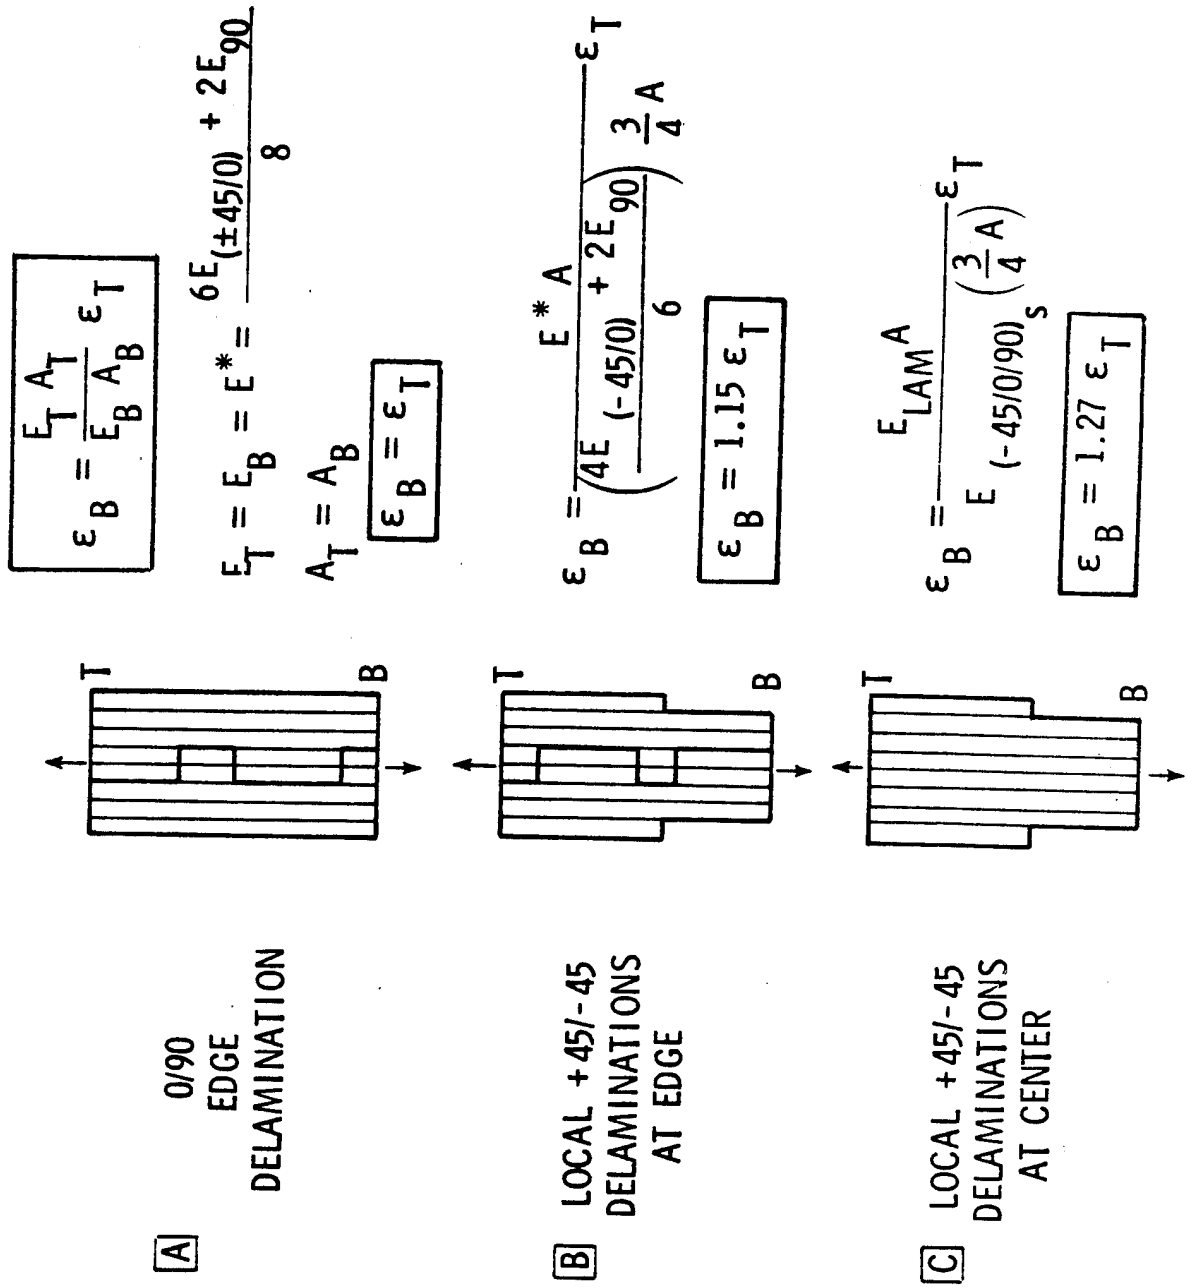 A
0/90
EDGE
DELAMINATION
T
B
ε_B = (E_T A_T)/(E_B A_B) ε_T
E_T = E_B = E* = (6E_(±45/0) + 2E_90)/8
A_T = A_B
ε_B = ε_T
B
LOCAL +45/-45
DELAMINATIONS
AT EDGE
T
B
ε_B = (E* A)/(((4E_(-45/0) + 2E_90)/6) (3/4) A) ε_T
ε_B = 1.15 ε_T
C
LOCAL +45/-45
DELAMINATIONS
AT CENTER
T
B
ε_B = (E_LAM A)/(E_(-45/0/90)_S (3/4 A)) ε_T
ε_B = 1.27 ε_T